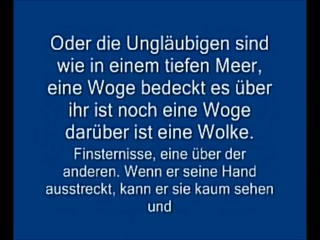 Oder die Ungläubigen sind
wie in einem tiefen Meer,
eine Woge bedeckt es über
ihr ist noch eine Woge
darüber ist eine Wolke.
Finsternisse, eine über der
anderen. Wenn er seine Hand
ausstreckt, kann er sie kaum sehen
und